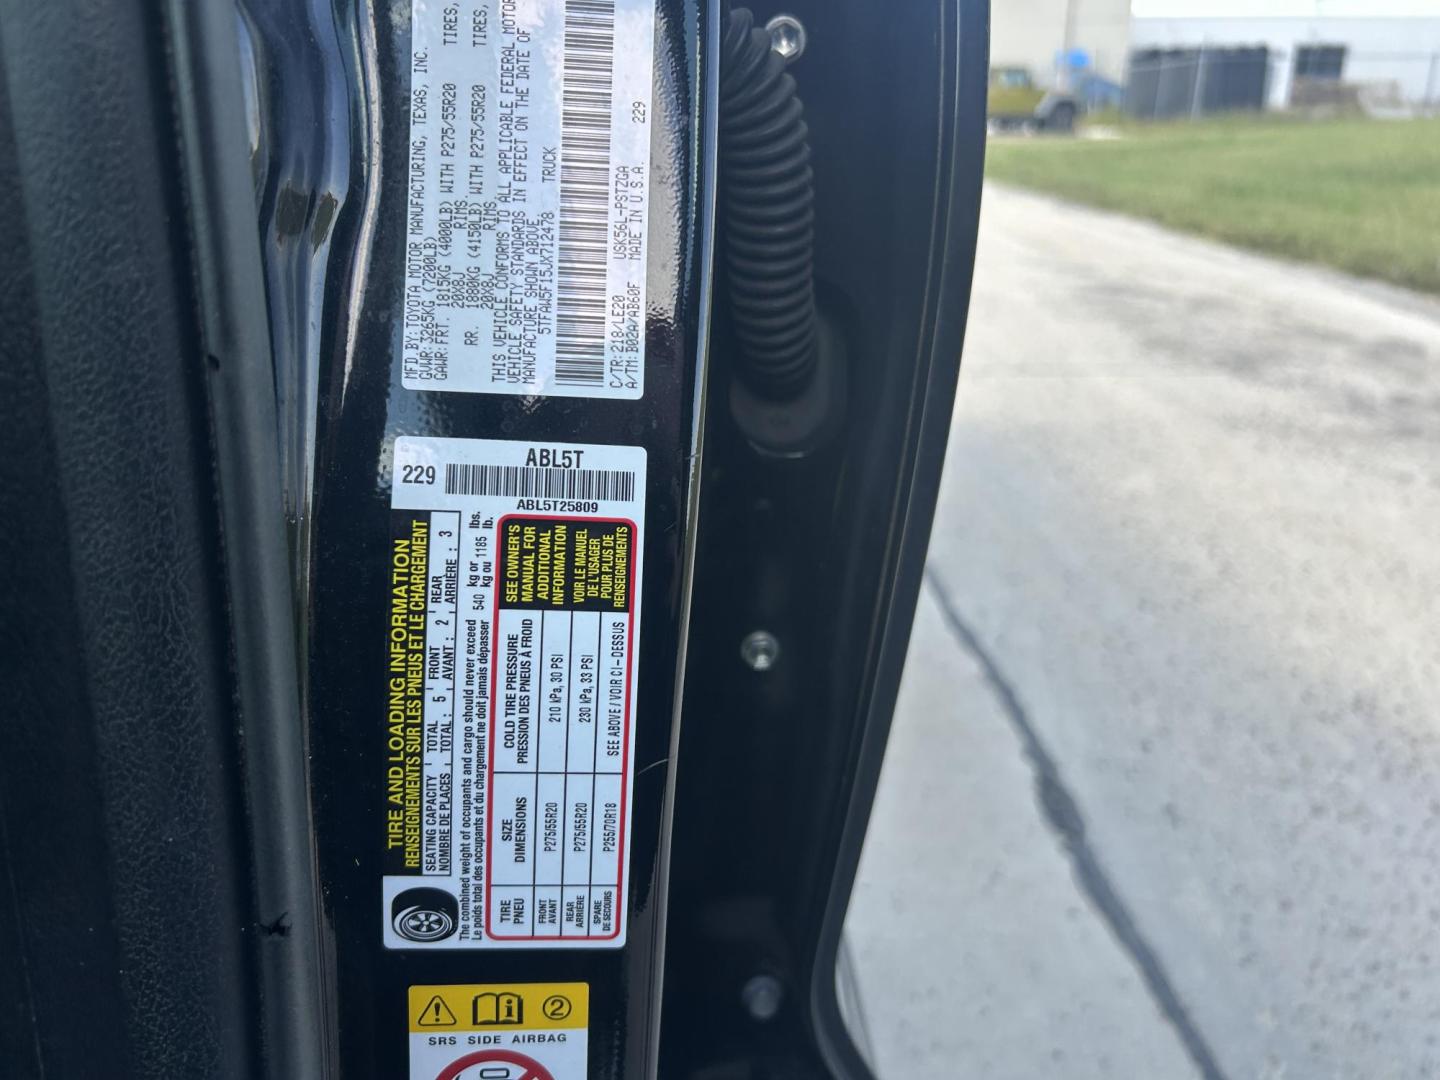 MFD.BY:TOYOTA MOTOR MANUFACTURING, TEXAS, INC.
GVWR:3265KG(7200LB)
GAWR:FRT. 1815KG (4000LB) WITH P275/55R20 TIRES,
20X8J RIMS.
RR. 1880KG (4150LB) WITH P275/55R20 TIRES,
20X8J RIMS.
THIS VEHICLE CONFORMS TO ALL APPLICABLE FEDERAL MOTOR
VEHICLE SAFETY STANDARDS IN EFFECT ON THE DATE OF
MANUFACTURE SHOWN ABOVE
5TFAW5F15JX712478 TRUCK
C/TR:218/LE20 USK56L-PSTZGA 229
A/TM:B02A/AB60F MADE IN U.S.A.
229 ABL5T
ABL5T25809
TIRE AND LOADING INFORMATION
RENSEIGNEMENTS SUR LES PNEUS ET LE CHARGEMENT
SEATING CAPACITY TOTAL 5 FRONT 2 REAR 3
NOMBRE DE PLACES TOTAL : AVANT : ARRIÈRE :
The combined weight of occupants and cargo should never exceed 540 kg or 1185 lbs.
Le poids total des occupants et du chargement ne doit jamais dépasser kg ou lb.
TIRE SIZE COLD TIRE PRESSURE
PNEU DIMENSIONS PRESSION DES PNEUS À FROID
FRONT P275/55R20 210 kPa, 30 PSI
AVANT
REAR P275/55R20 230 kPa, 33 PSI
ARRIÈRE
SPARE P255/70R18 SEE ABOVE / VOIR CI-DESSUS
DE SECOURS
SEE OWNER'S
MANUAL FOR
ADDITIONAL
INFORMATION
VOIR LE MANUEL
DE L'USAGER
POUR PLUS DE
RENSEIGNEMENTS
2
SRS SIDE AIRBAG